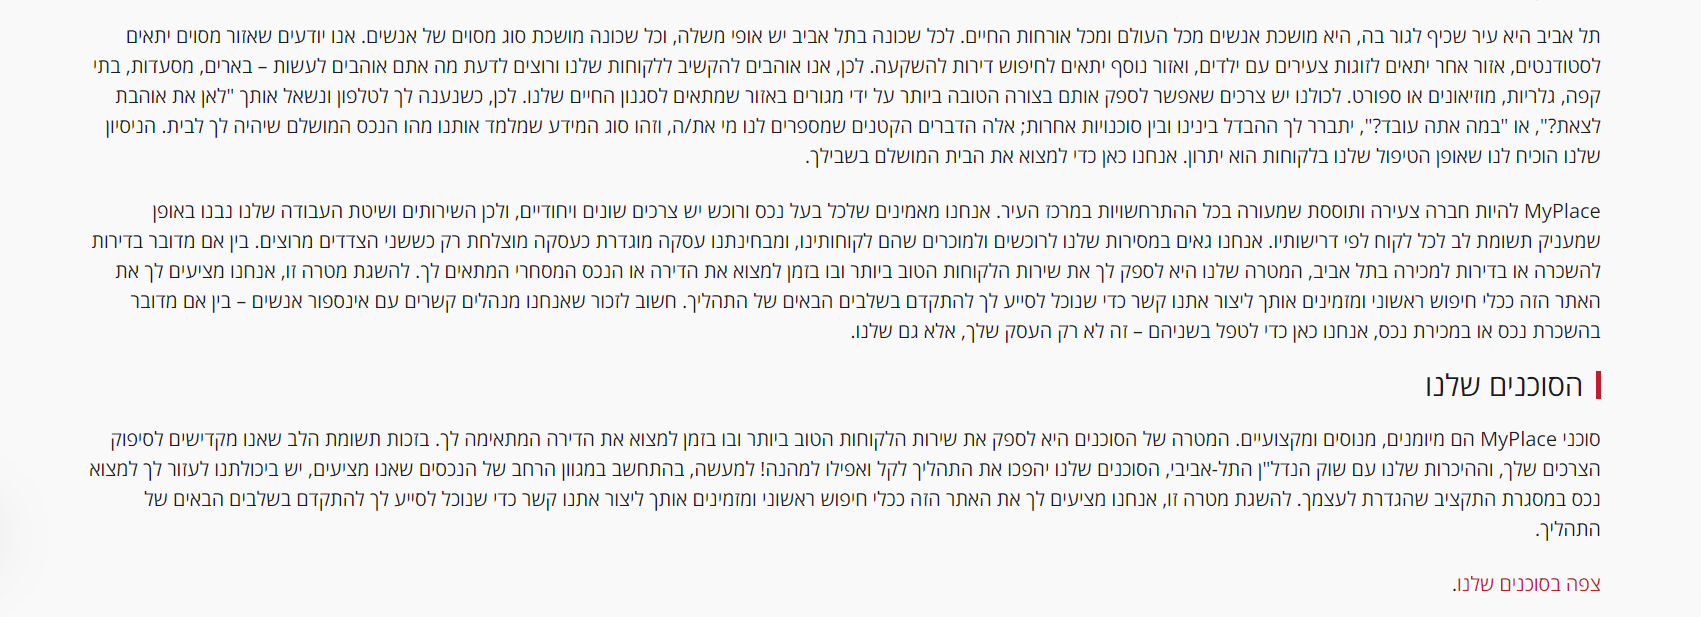 תל אביב היא עיר שכיף לגור בה, היא מושכת אנשים מכל העולם ומכל אורחות החיים. לכל שכונה בתל אביב יש אופי משלה, וכל שכונה מושכת סוג מסוים של אנשים. אנו יודעים שאזור מסוים יתאים
לסטודנטים, אזור אחר יתאים לזוגות צעירים עם ילדים, ואזור נוסף יתאים לחיפוש דירות להשקעה. לכן, אנו אוהבים להקשיב ללקוחות שלנו ורוצים לדעת מה אתם אוהבים לעשות – בארים, מסעדות, בתי
קפה, גלריות, מוזיאונים או ספורט. לכולנו יש צרכים שאפשר לספק אותם בצורה הטובה ביותר על ידי מגורים באזור שמתאים לסגנון החיים שלנו. לכן, כשנענה לך לטלפון ונשאל אותך "לאן את אוהבת
לצאת?", או "במה אתה עובד?", יתברר לך ההבדל בינינו ובין סוכנויות אחרות; אלה הדברים הקטנים שמספרים לנו מי את/ה, וזהו סוג המידע שמלמד אותנו מהו הנכס המושלם שיהיה לך לבית. הניסיון
שלנו הוכיח לנו שאופן הטיפול שלנו בלקוחות הוא יתרון. אנחנו כאן כדי למצוא את הבית המושלם בשבילך.
MyPlace להיות חברה צעירה ותוססת שמעורה בכל ההתרחשויות במרכז העיר. אנחנו מאמינים שלכל בעל נכס ורוכש יש צרכים שונים ויחודיים, ולכן השירותים ושיטת העבודה שלנו נבנו באופן
שמעניק תשומת לב לכל לקוח לפי דרישותיו. אנחנו גאים במסירות שלנו לרוכשים ולמוכרים שהם לקוחותינו, ומבחינתנו עסקה מוגדרת כעסקה מוצלחת רק כששני הצדדים מרוצים. בין אם מדובר בדירות
להשכרה או בדירות למכירה בתל אביב, המטרה שלנו היא לספק לך את שירות הלקוחות הטוב ביותר ובו בזמן למצוא את הדירה או הנכס המסחרי המתאים לך. להשגת מטרה זו, אנחנו מציעים לך את
האתר הזה ככלי חיפוש ראשוני ומזמינים אותך ליצור אתנו קשר כדי שנוכל לסייע לך להתקדם בשלבים הבאים של התהליך. חשוב לזכור שאנחנו מנהלים קשרים עם אינספור אנשים – בין אם מדובר
בהשכרת נכס או במכירת נכס, אנחנו כאן כדי לטפל בשניהם – זה לא רק העסק שלך, אלא גם שלנו.
הסוכנים שלנו
סוכני MyPlace הם מיומנים, מנוסים ומקצועיים. המטרה של הסוכנים היא לספק את שירות הלקוחות הטוב ביותר ובו בזמן למצוא את הדירה המתאימה לך. בזכות תשומת הלב שאנו מקדישים לסיפוק
הצרכים שלך, וההיכרות שלנו עם שוק הנדל"ן התל-אביבי, הסוכנים שלנו יהפכו את התהליך לקל ואפילו למהנה! למעשה, בהתחשב במגוון הרחב של הנכסים שאנו מציעים, יש ביכולתנו לעזור לך למצוא
נכס במסגרת התקציב שהגדרת לעצמך. להשגת מטרה זו, אנחנו מציעים לך את האתר הזה ככלי חיפוש ראשוני ומזמינים אותך ליצור אתנו קשר כדי שנוכל לסייע לך להתקדם בשלבים הבאים של
התהליך.
צפה בסוכנים שלנו.